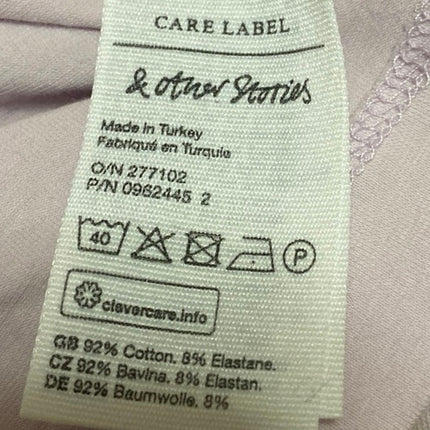 CARE LABEL
& other Stories
Made in Turkey
Fabriqué en Turquie
O/N 277102
P/N 0962445 2
40 P
clevercare.info
GB 92% Cotton. 8% Elastane.
CZ 92% Bavlna. 8% Elastan.
DE 92% Baumwolle. 8%